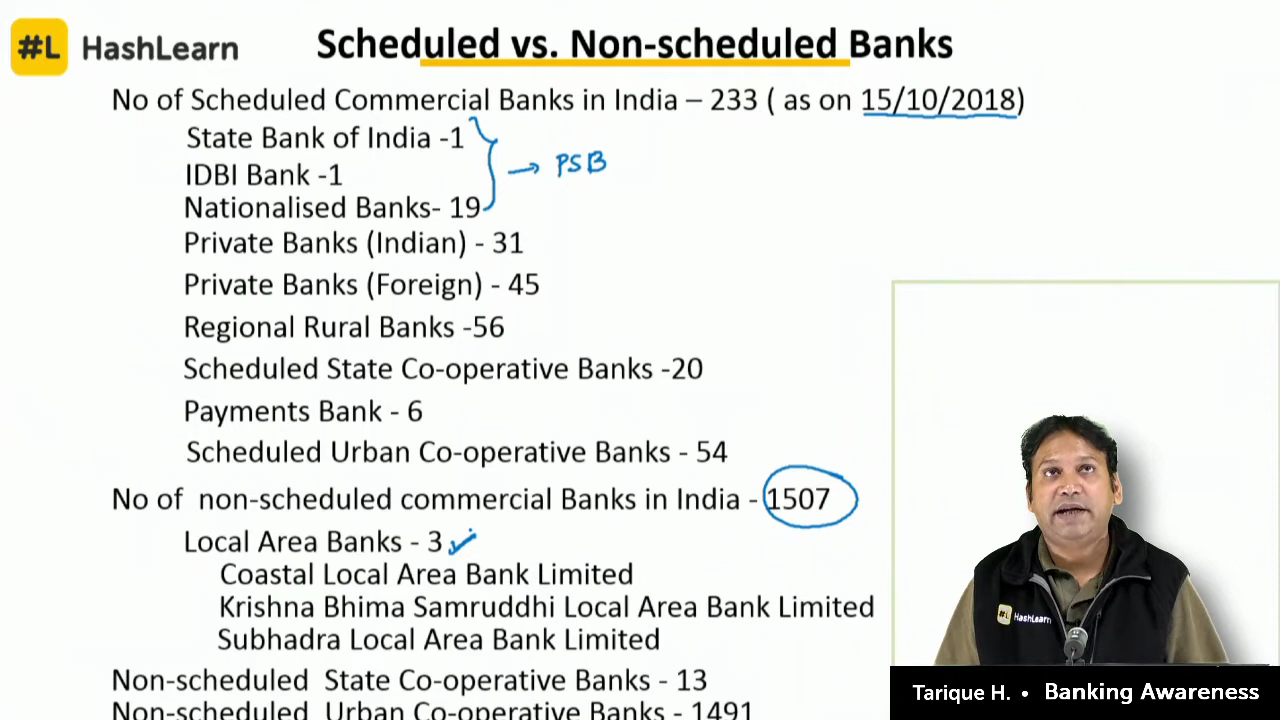 #L HashLearn
Scheduled vs. Non-scheduled Banks
No of Scheduled Commercial Banks in India – 233 ( as on 15/10/2018)
State Bank of India -1
IDBI Bank -1
→ PSB
Nationalised Banks- 19
Private Banks (Indian) - 31
Private Banks (Foreign) - 45
Regional Rural Banks -56
Scheduled State Co-operative Banks -20
Payments Bank - 6
Scheduled Urban Co-operative Banks - 54
No of non-scheduled commercial Banks in India - 1507
Local Area Banks - 3
Coastal Local Area Bank Limited
Krishna Bhima Samruddhi Local Area Bank Limited
Subhadra Local Area Bank Limited
Non-scheduled State Co-operative Banks - 13
Non-scheduled Urban Co-operative Banks - 1491
#L HashLearn
Tarique H. • Banking Awareness